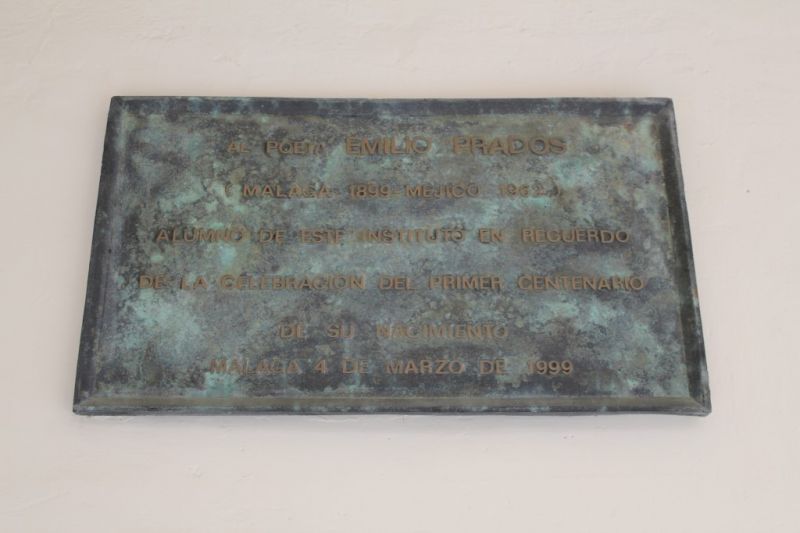 AL POETA EMILIO PRADOS
( MALAGA 1899-MEJICO 1962 )
ALUMNO DE ESTE INSTITUTO EN RECUERDO
DE LA CELEBRACION DEL PRIMER CENTENARIO
DE SU NACIMIENTO
MALAGA 4 DE MARZO DE 1999